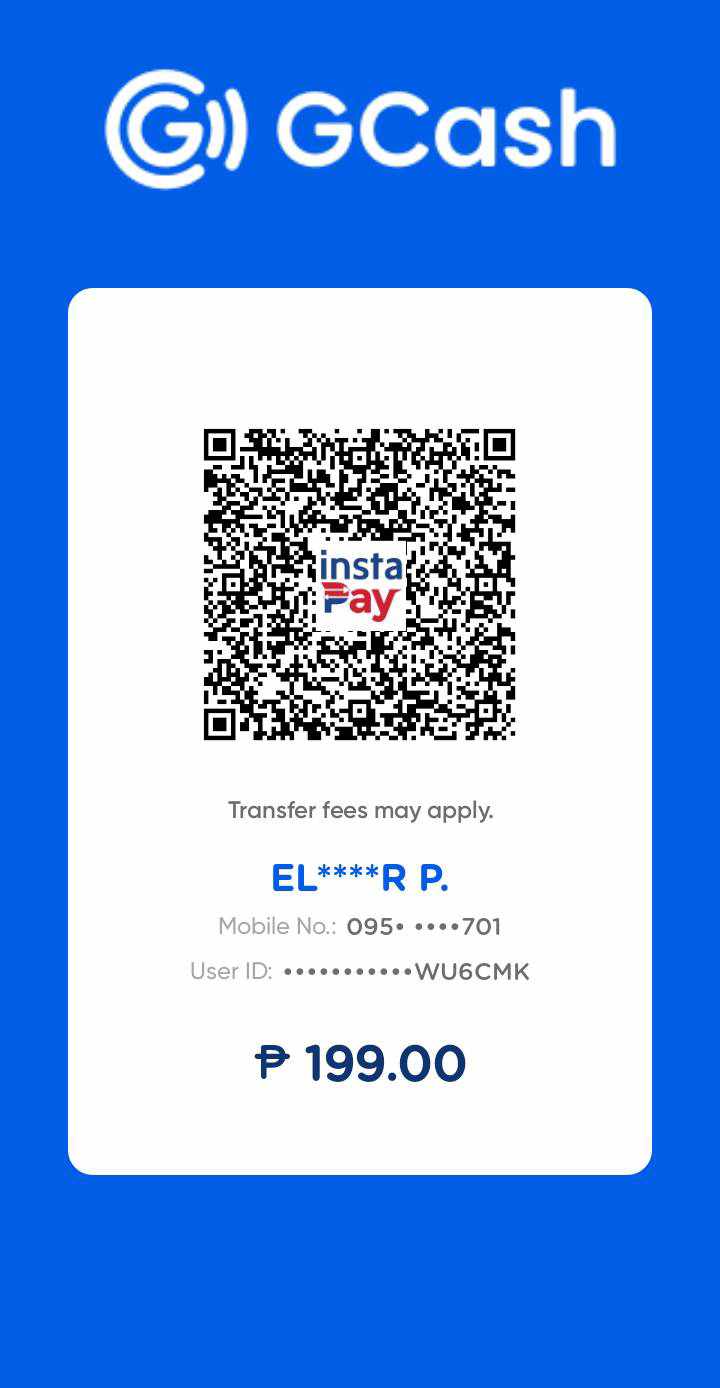 GCash
insta
Pay
Transfer fees may apply.
EL****R P.
Mobile No.: 095• ••••701
User ID: •••••••••••WU6CMK
₱ 199.00